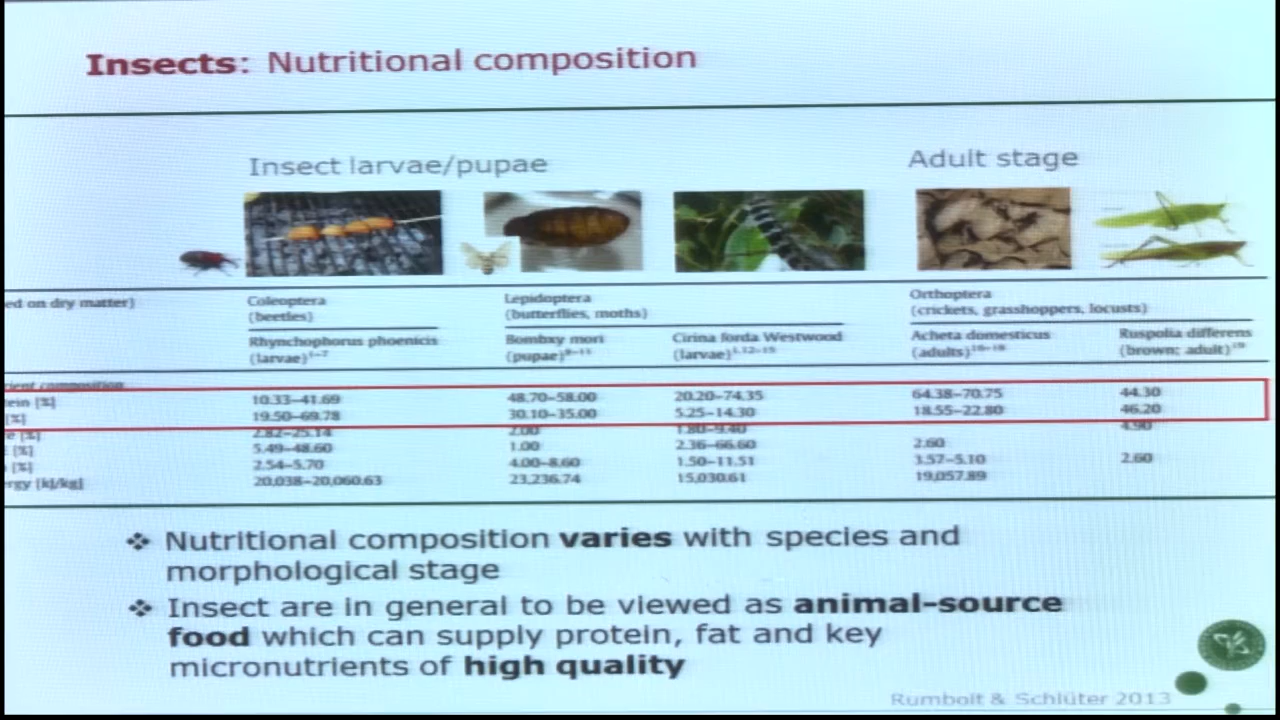 Insects: Nutritional composition
Insect larvae/pupae
Adult stage
ed on dry matter)
Coleoptera
(beetles)
Lepidoptera
(butterflies, moths)
Orthoptera
(crickets, grasshoppers, locusts)
Rhynchophorus phoenicis
(larvae)1–7
Bombxy mori
(pupae)8–11
Cirina forda Westwood
(larvae)1,12–15
Acheta domesticus
(adults)16–18
Ruspolia differens
(brown; adult)19
rient composition
tein [%] 10.33–41.69 48.70–58.00 20.20–74.35 64.38–70.75 44.30
[%] 19.50–69.78 30.10–35.00 5.25–14.30 18.55–22.80 46.20
e [%] 2.82–25.14 2.00 1.80–9.40 4.90
[%] 5.49–48.60 1.00 2.36–66.60 2.60
[%] 2.54–5.70 4.00–8.60 1.50–11.51 3.57–5.10 2.60
rgy [kJ/kg] 20,038–20,060.63 23,236.74 15,030.61 19,057.89
❖ Nutritional composition varies with species and
morphological stage
❖ Insect are in general to be viewed as animal-source
food which can supply protein, fat and key
micronutrients of high quality
Rumbolt & Schlüter 2013